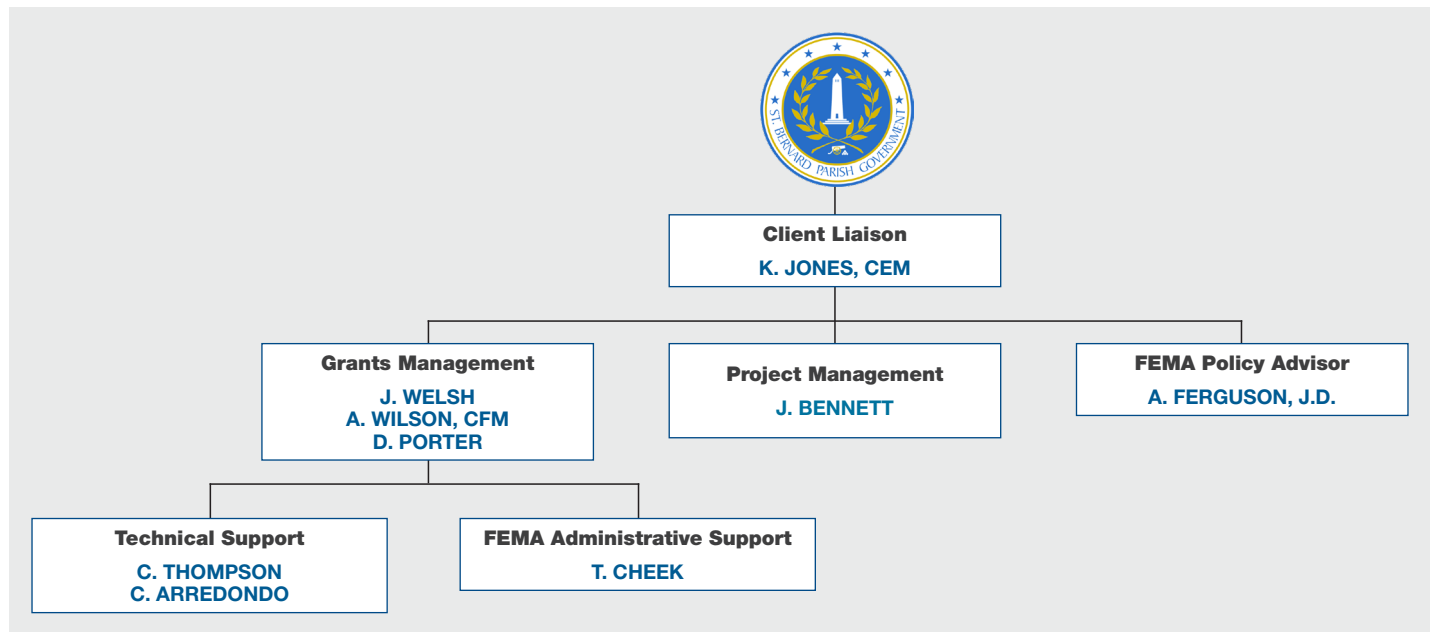 ST. BERNARD PARISH GOVERNMENT
Client Liaison
K. JONES, CEM
Grants Management
J. WELSH
A. WILSON, CFM
D. PORTER
Project Management
J. BENNETT
FEMA Policy Advisor
A. FERGUSON, J.D.
Technical Support
C. THOMPSON
C. ARREDONDO
FEMA Administrative Support
T. CHEEK